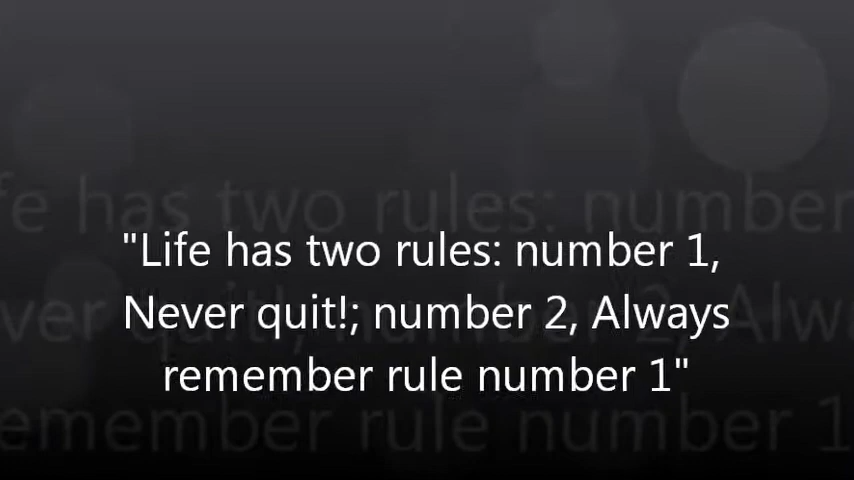 "Life has two rules: number 1,
Never quit!; number 2, Always
remember rule number 1"